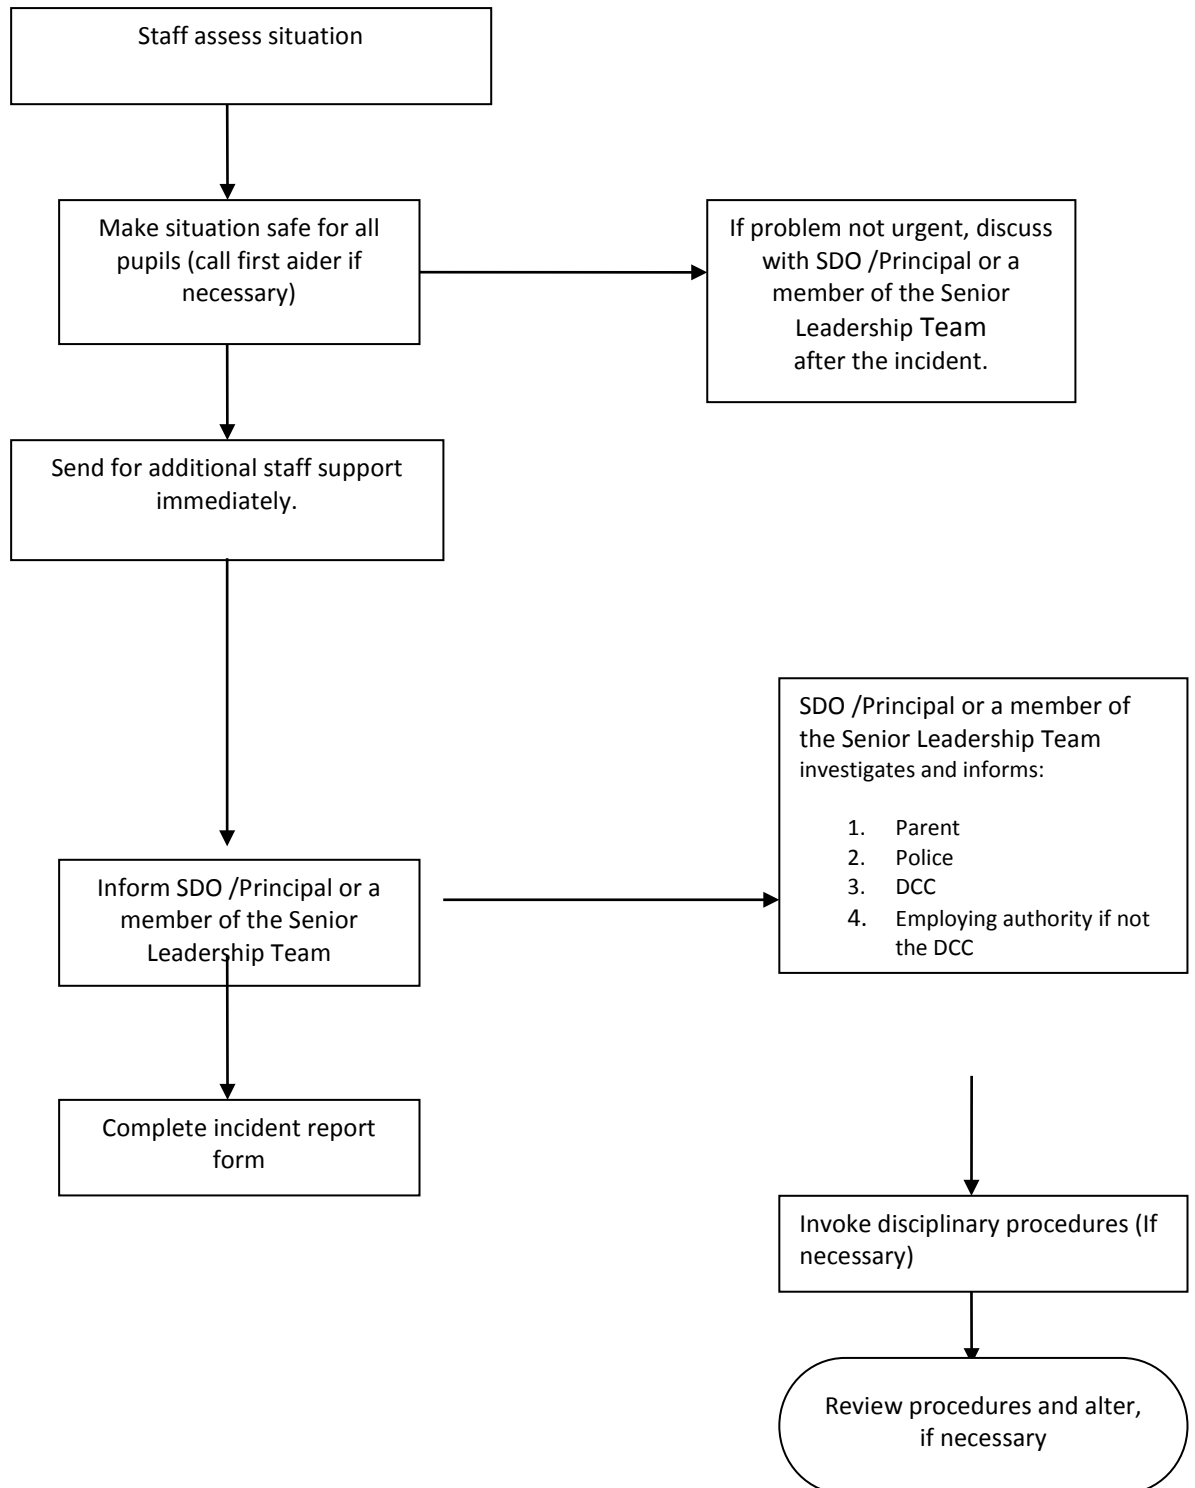 Staff assess situation
Make situation safe for all
pupils (call first aider if
necessary)
If problem not urgent, discuss
with SDO /Principal or a
member of the Senior
Leadership Team
after the incident.
Send for additional staff support
immediately.
SDO /Principal or a member of
the Senior Leadership Team
investigates and informs:
1. Parent
2. Police
3. DCC
4. Employing authority if not
the DCC
Inform SDO /Principal or a
member of the Senior
Leadership Team
Complete incident report
form
Invoke disciplinary procedures (If
necessary)
Review procedures and alter,
if necessary